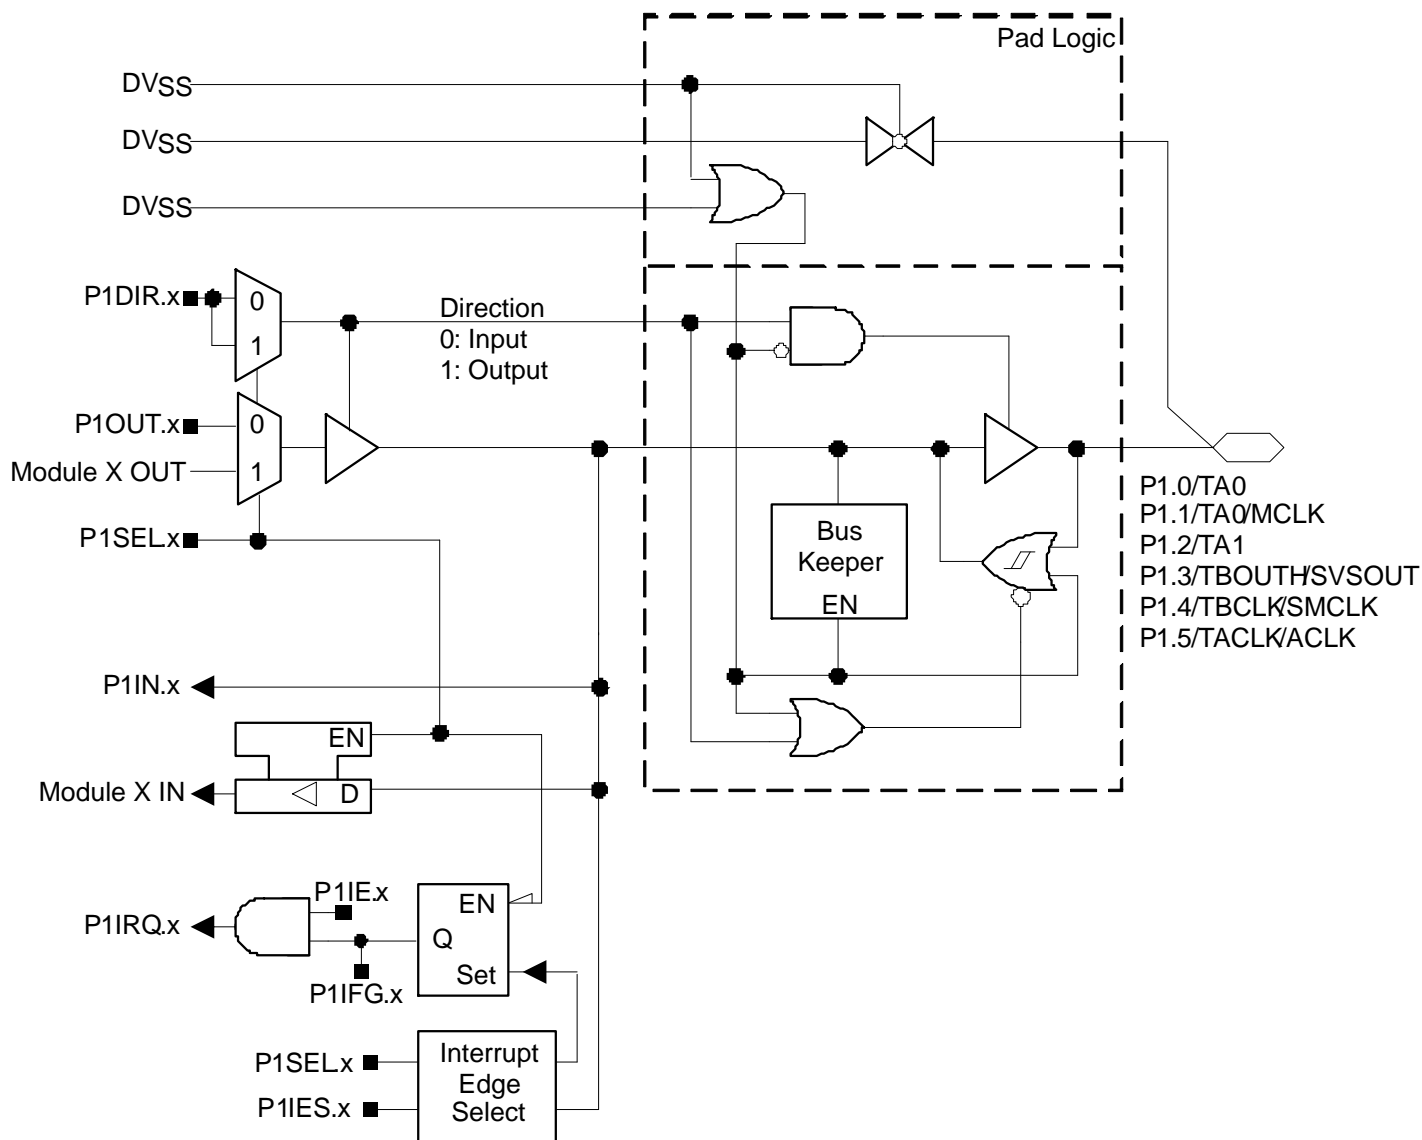 Pad Logic
DVSS
DVSS
DVSS
P1DIR.x
0
1
Direction
0: Input
1: Output
P1OUT.x
0
Module X OUT
1
P1SEL.x
Bus
Keeper
EN
P1.0/TA0
P1.1/TA0/MCLK
P1.2/TA1
P1.3/TBOUTH/SVSOUT
P1.4/TBCLK/SMCLK
P1.5/TACLK/ACLK
P1IN.x
EN
Module X IN
D
P1IE.x
P1IRQ.x
EN
Q
Set
P1IFG.x
P1SEL.x
P1IES.x
Interrupt
Edge
Select